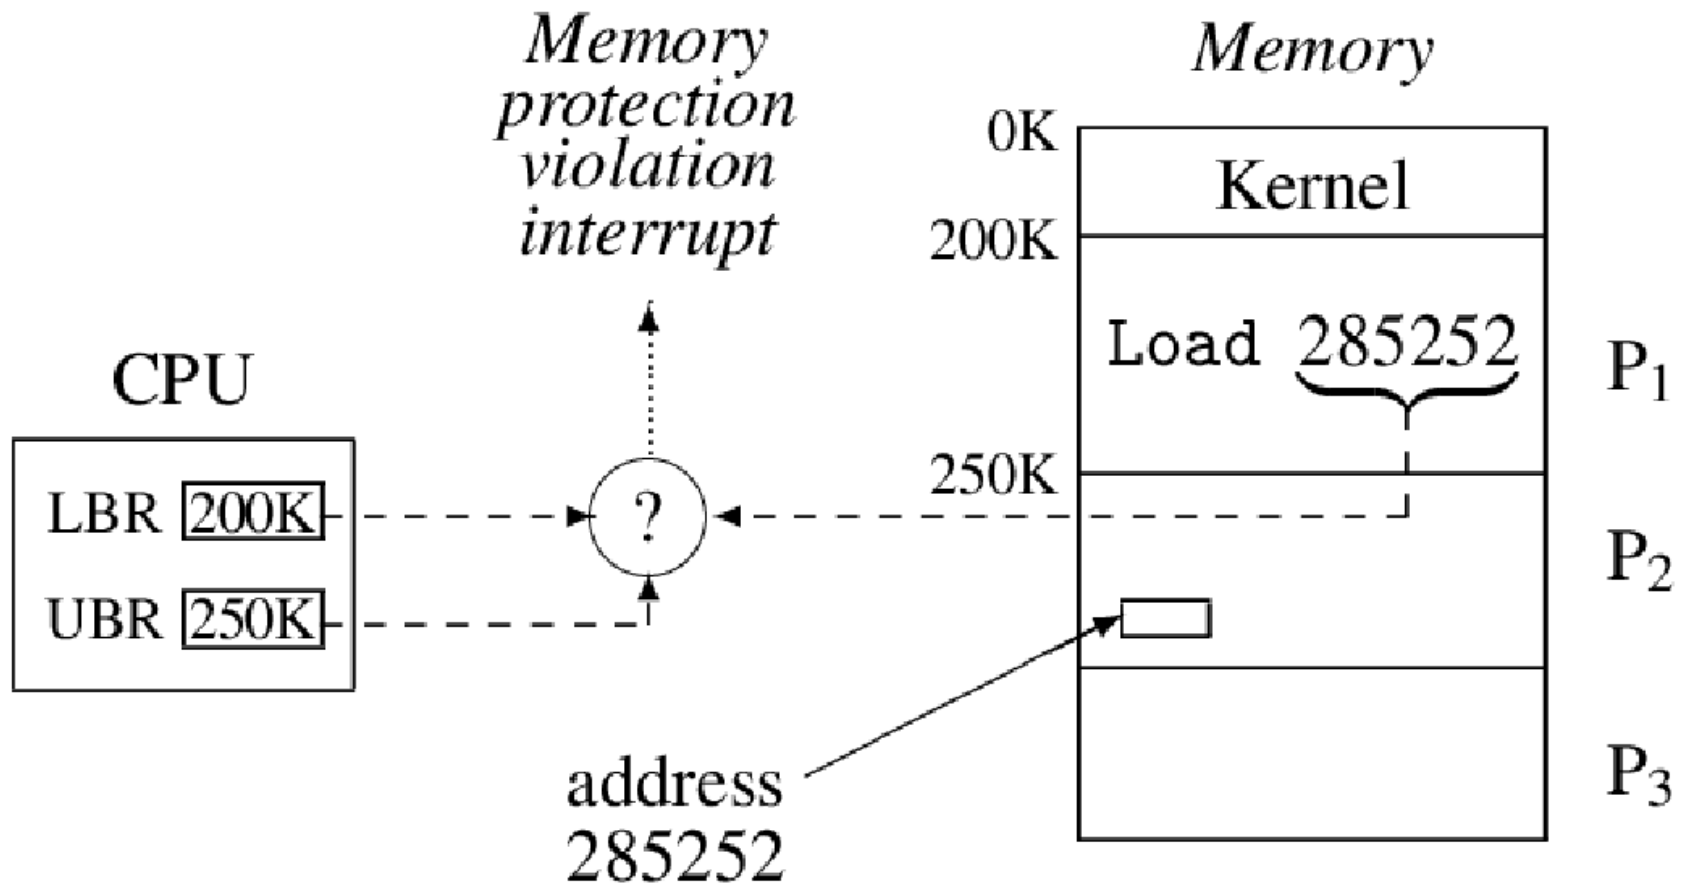 Memory
protection
violation
interrupt
Memory
0K
Kernel
200K
Load 285252
P1
CPU
250K
LBR 200K
?
P2
UBR 250K
address
285252
P3